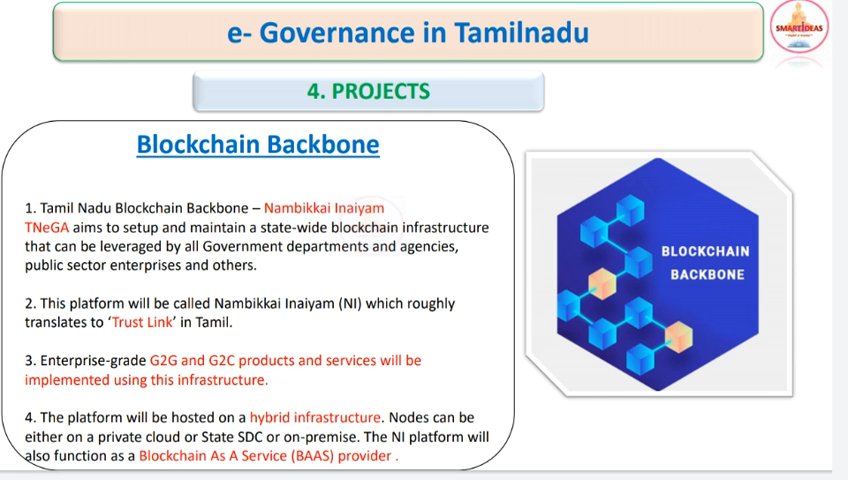 e- Governance in Tamilnadu
SMARTIDEAS
4. PROJECTS
Blockchain Backbone
1. Tamil Nadu Blockchain Backbone – Nambikkai Inaiyam
TNeGA aims to setup and maintain a state-wide blockchain infrastructure
that can be leveraged by all Government departments and agencies,
public sector enterprises and others.
2. This platform will be called Nambikkai Inaiyam (NI) which roughly
translates to ‘Trust Link’ in Tamil.
3. Enterprise-grade G2G and G2C products and services will be
implemented using this infrastructure.
4. The platform will be hosted on a hybrid infrastructure. Nodes can be
either on a private cloud or State SDC or on-premise. The NI platform will
also function as a Blockchain As A Service (BAAS) provider .
BLOCKCHAIN
BACKBONE